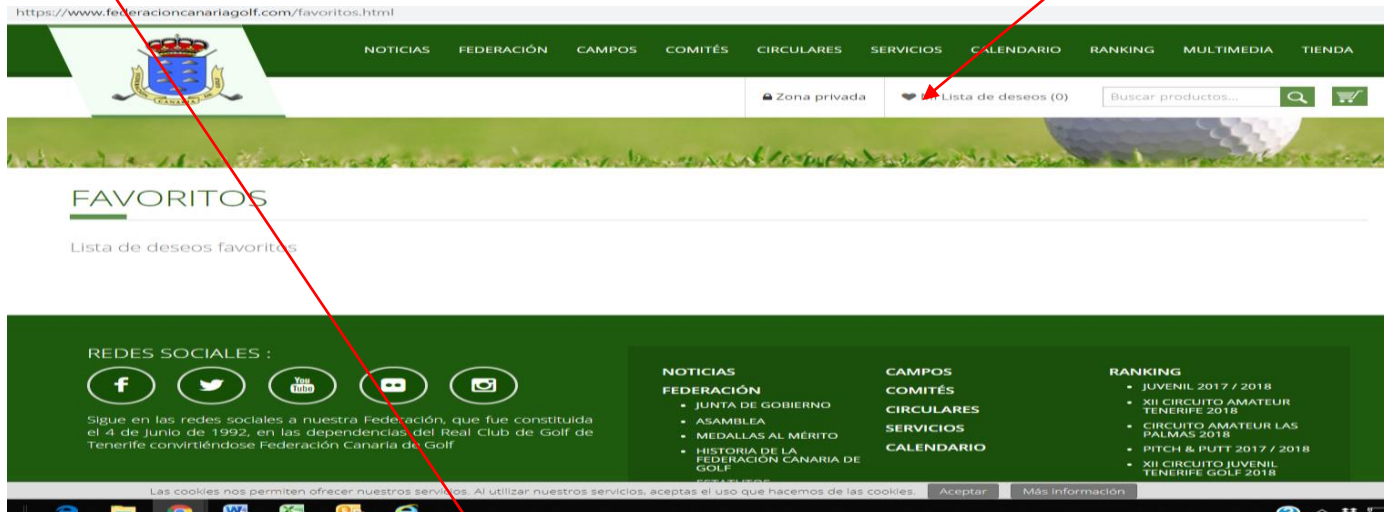 https://www.federacioncanariagolf.com/favoritos.html
NOTICIAS FEDERACIÓN CAMPOS COMITÉS CIRCULARES SERVICIOS CALENDARIO RANKING MULTIMEDIA TIENDA
CANARIA
Zona privada Lista de deseos (0) Buscar productos...
FAVORITOS
Lista de deseos favoritos
REDES SOCIALES :
You Tube
Sigue en las redes sociales a nuestra Federación, que fue constituida
el 4 de Junio de 1992, en las dependencias del Real Club de Golf de
Tenerife convirtiéndose Federación Canaria de Golf
NOTICIAS
FEDERACIÓN
JUNTA DE GOBIERNO
ASAMBLEA
MEDALLAS AL MÉRITO
HISTORIA DE LA
FEDERACIÓN CANARIA DE
GOLF
ESTATUTOS
CAMPOS
COMITÉS
CIRCULARES
SERVICIOS
CALENDARIO
RANKING
JUVENIL 2017 / 2018
XII CIRCUITO AMATEUR
TENERIFE 2018
CIRCUITO AMATEUR LAS
PALMAS 2018
PITCH & PUTT 2017 / 2018
XII CIRCUITO JUVENIL
TENERIFE GOLF 2018
Las cookies nos permiten ofrecer nuestros servicios. Al utilizar nuestros servicios, aceptas el uso que hacemos de las cookies. Aceptar Más Información